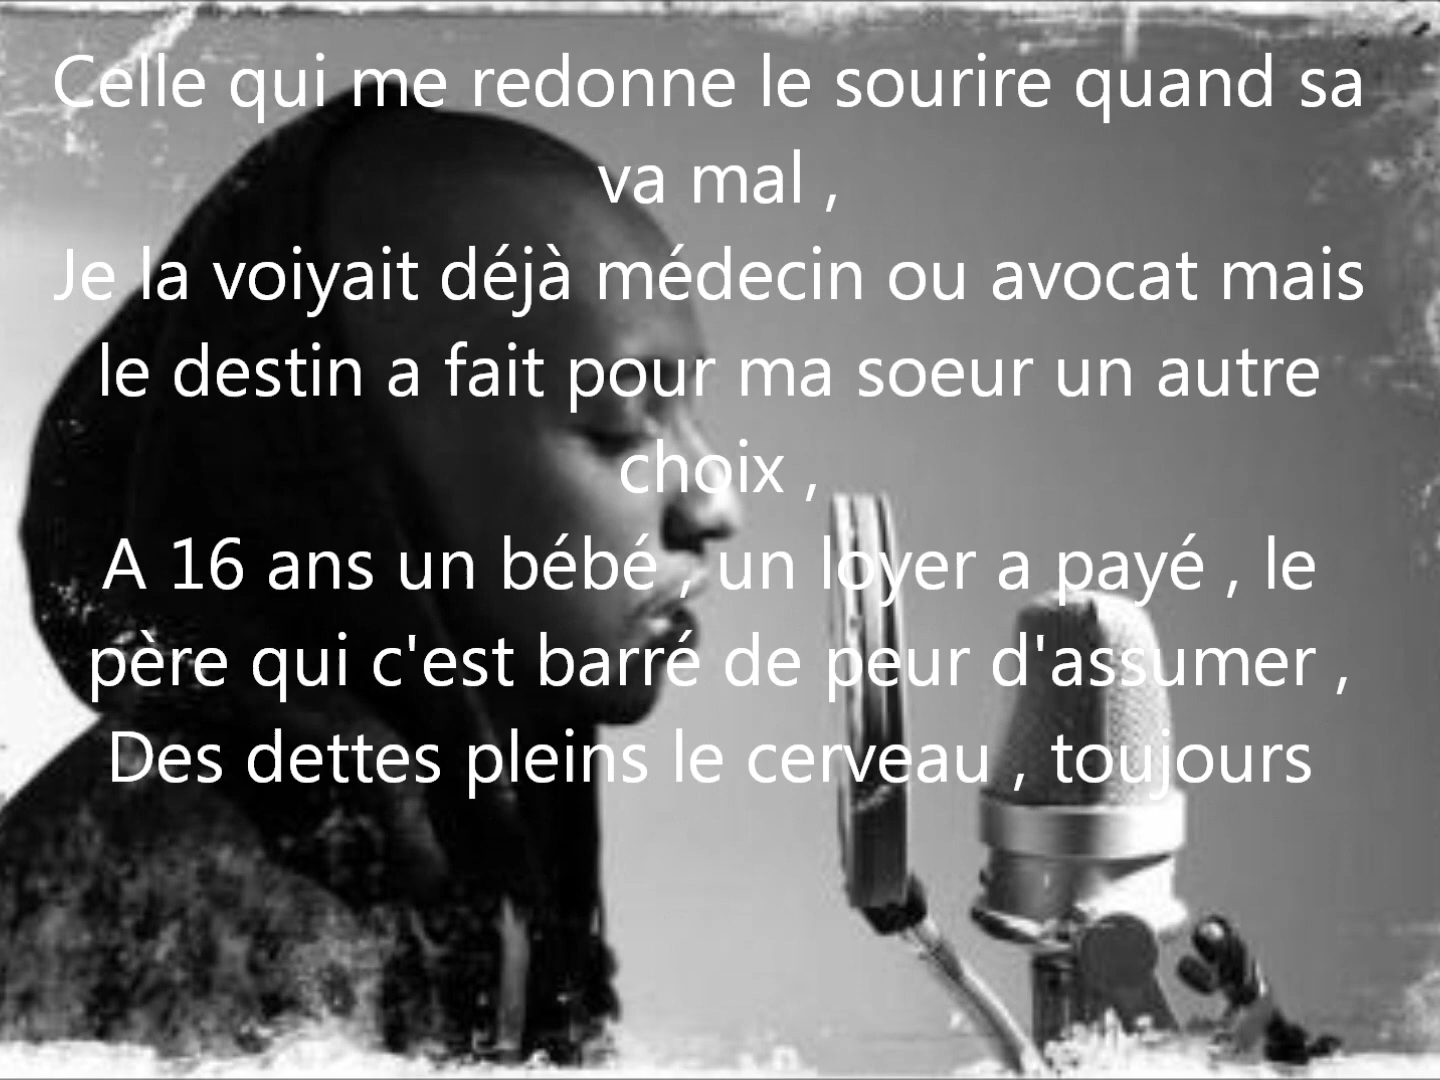 Celle qui me redonne le sourire quand sa
va mal ,
Je la voiyait déjà médecin ou avocat mais
le destin a fait pour ma soeur un autre
choix ,
A 16 ans un bébé , un loyer a payé , le
père qui c'est barré de peur d'assumer ,
Des dettes pleins le cerveau , toujours